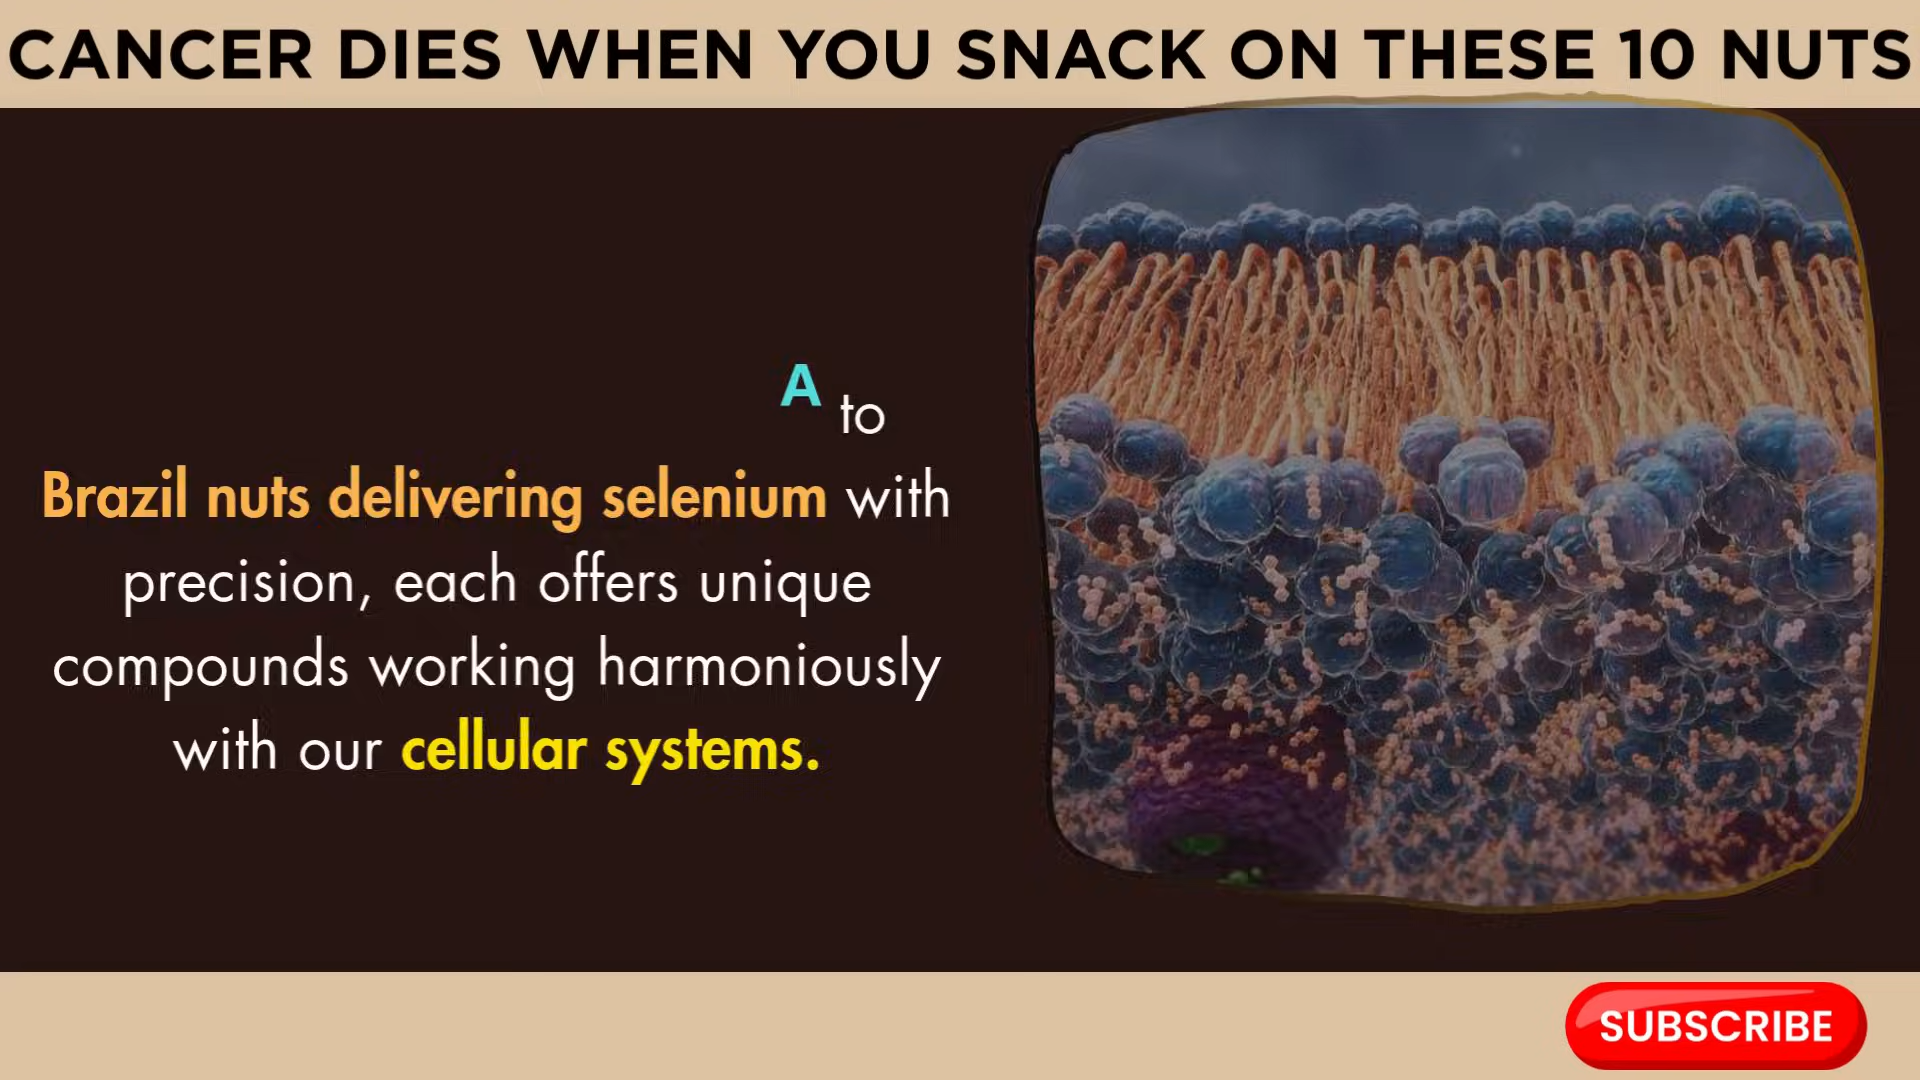 CANCER DIES WHEN YOU SNACK ON THESE 10 NUTS
A to
Brazil nuts delivering selenium with
precision, each offers unique
compounds working harmoniously
with our cellular systems.
SUBSCRIBE